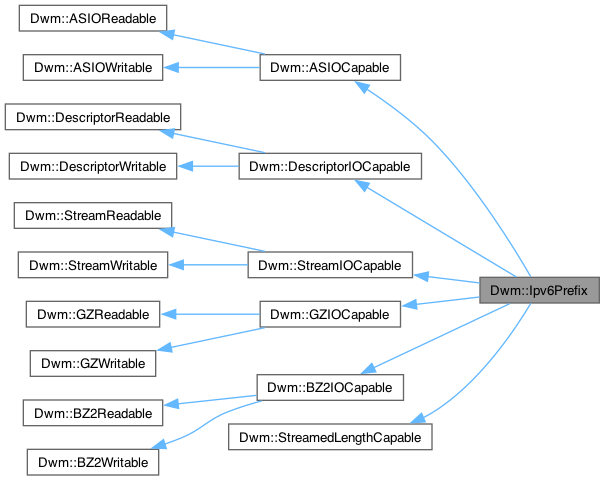 Dwm::ASIOReadable
Dwm::ASIOWritable
Dwm::ASIOCapable
Dwm::DescriptorReadable
Dwm::DescriptorWritable
Dwm::DescriptorIOCapable
Dwm::StreamReadable
Dwm::StreamWritable
Dwm::StreamIOCapable
Dwm::Ipv6Prefix
Dwm::GZReadable
Dwm::GZIOCapable
Dwm::GZWritable
Dwm::BZ2IOCapable
Dwm::BZ2Readable
Dwm::StreamedLengthCapable
Dwm::BZ2Writable